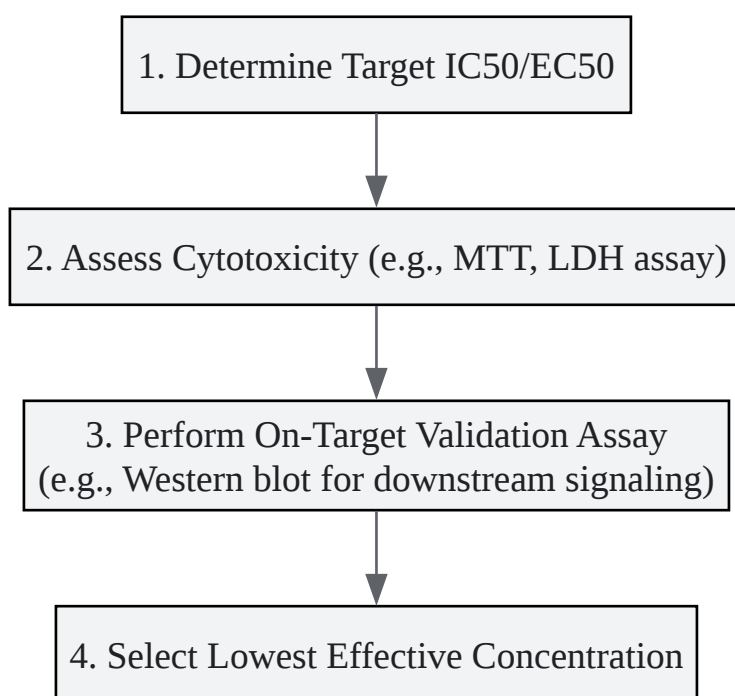 1. Determine Target IC50/EC50
2. Assess Cytotoxicity (e.g., MTT, LDH assay)
3. Perform On-Target Validation Assay
(e.g., Western blot for downstream signaling)
4. Select Lowest Effective Concentration